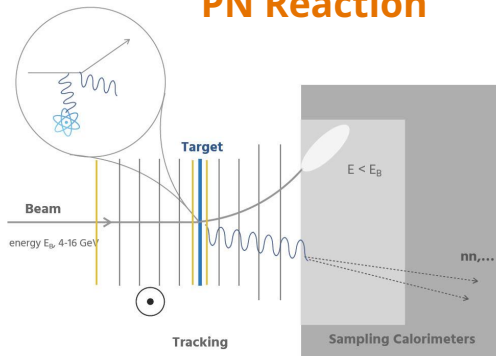 PN Reaction
Target
E < E_B
Beam
energy E_B, 4-16 GeV
nn,...
Tracking
Sampling Calorimeters